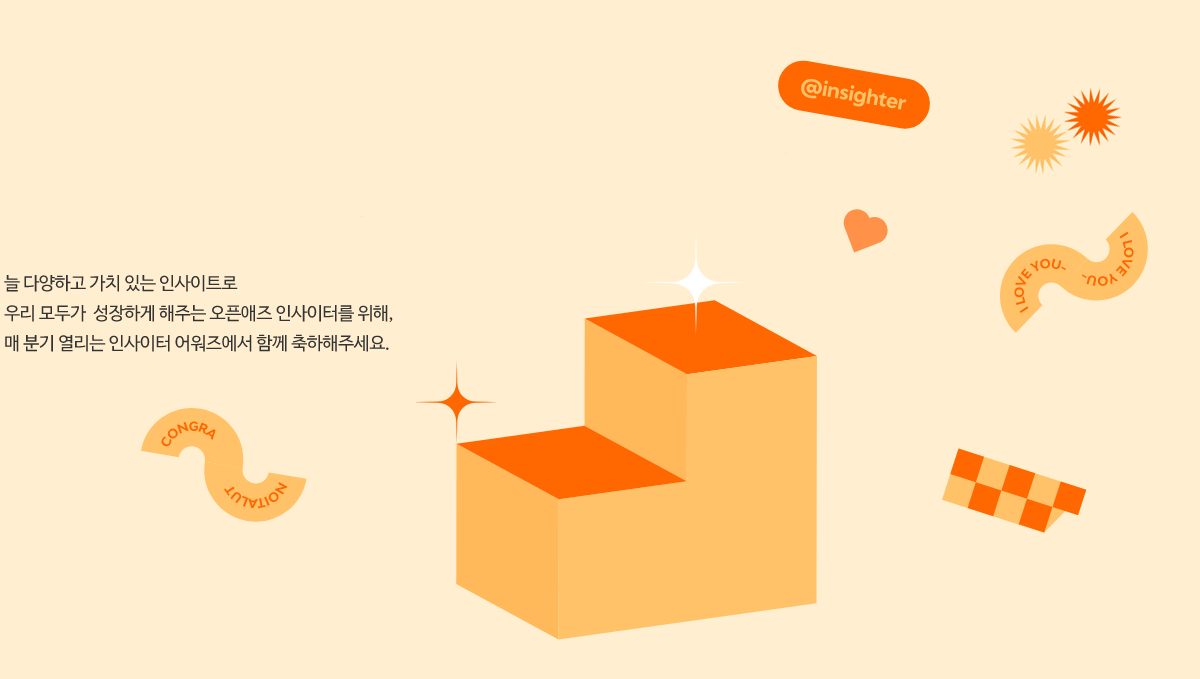 @insighter
I LOVE YOU-
I LOVE YOU-
늘 다양하고 가치 있는 인사이트로
우리 모두가 성장하게 해주는 오픈애즈 인사이터를 위해,
매 분기 열리는 인사이터 어워즈에서 함께 축하해주세요.
CONGRA
TULATION